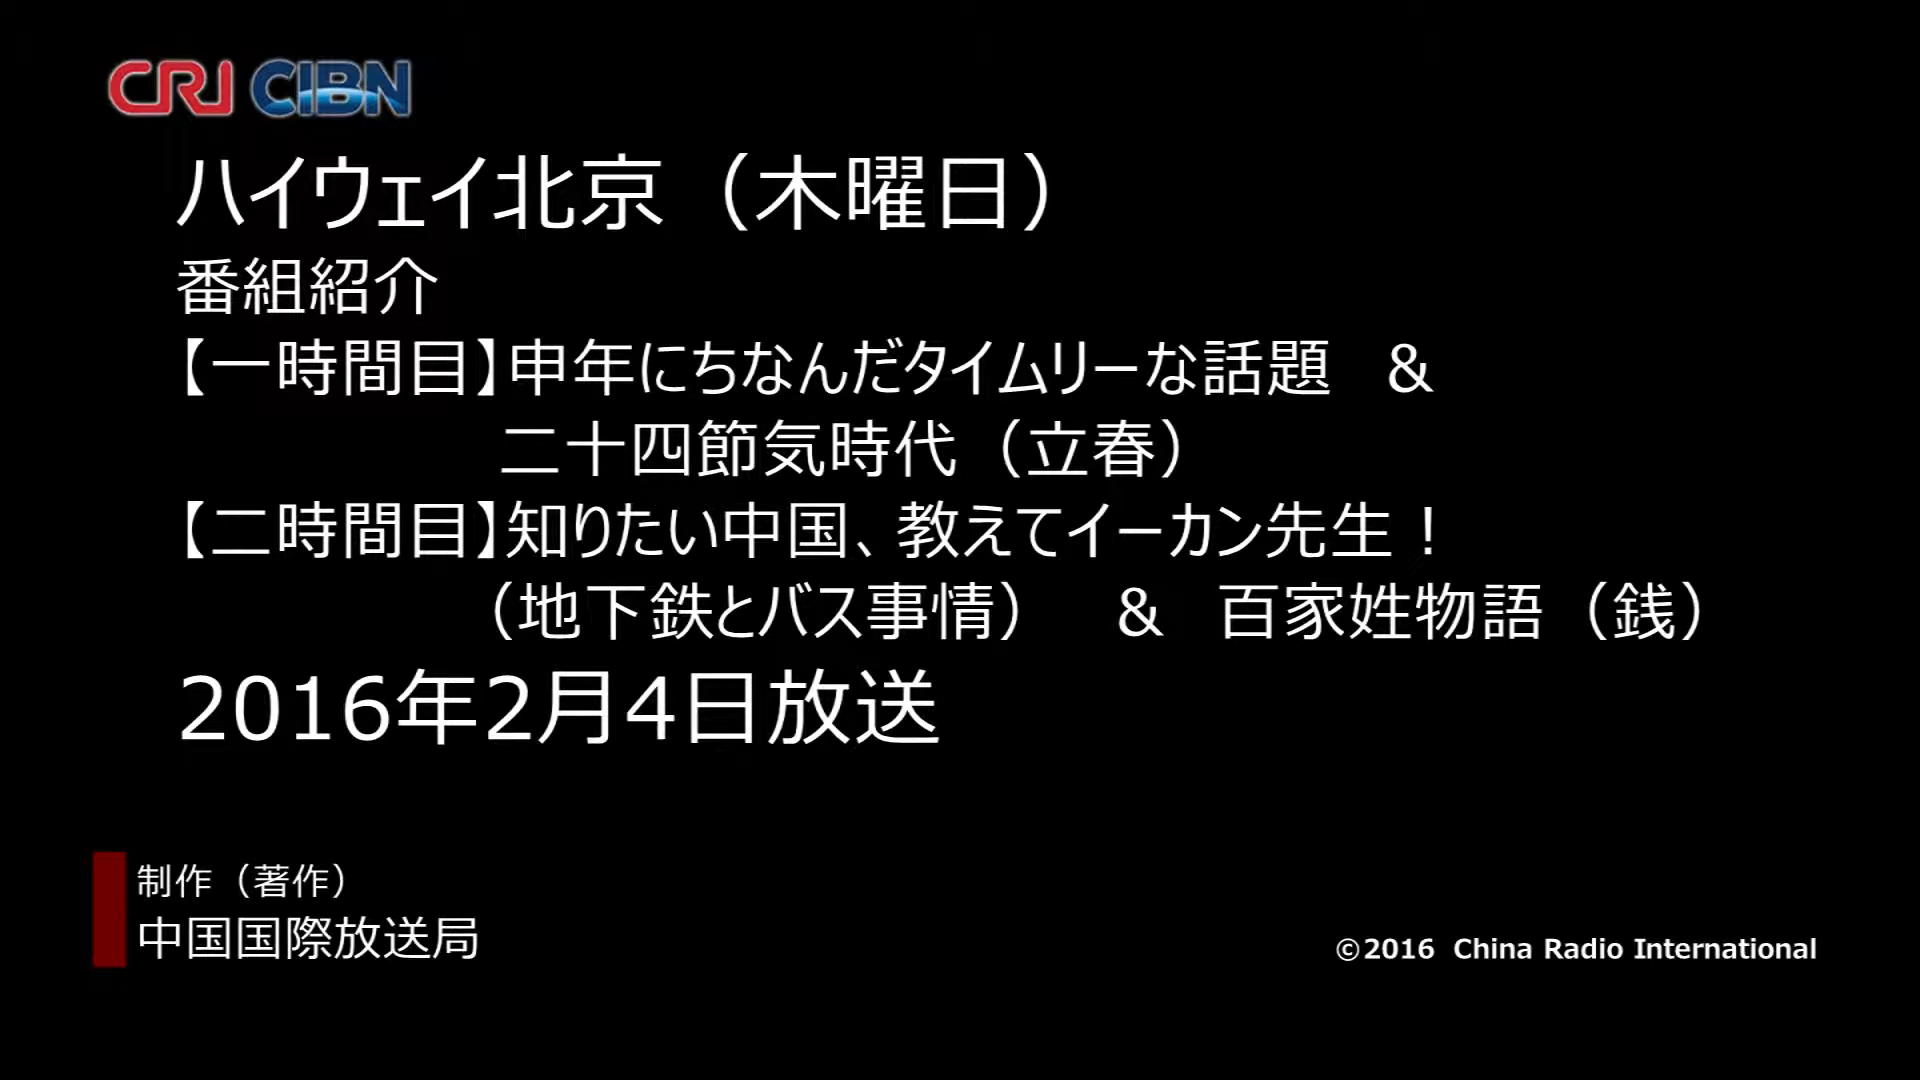 CRI CIBN
ハイウェイ北京（木曜日）
番組紹介
【一時間目】申年にちなんだタイムリーな話題　＆
二十四節気時代（立春）
【二時間目】知りたい中国、教えてイーカン先生！
（地下鉄とバス事情）　＆　百家姓物語（銭）
2016年2月4日放送
制作（著作）
中国国際放送局
©2016 China Radio International